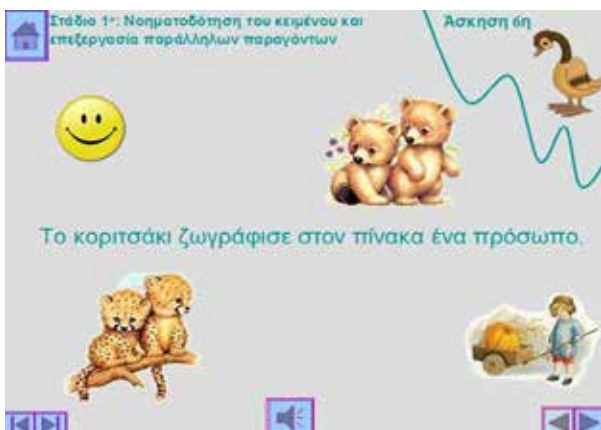 Στάδιο 1ο: Νοηματοδότηση του κειμένου και
επεξεργασία παράλληλων παραγόντων
Άσκηση 6η
Το κοριτσάκι ζωγράφισε στον πίνακα ένα πρόσωπο.